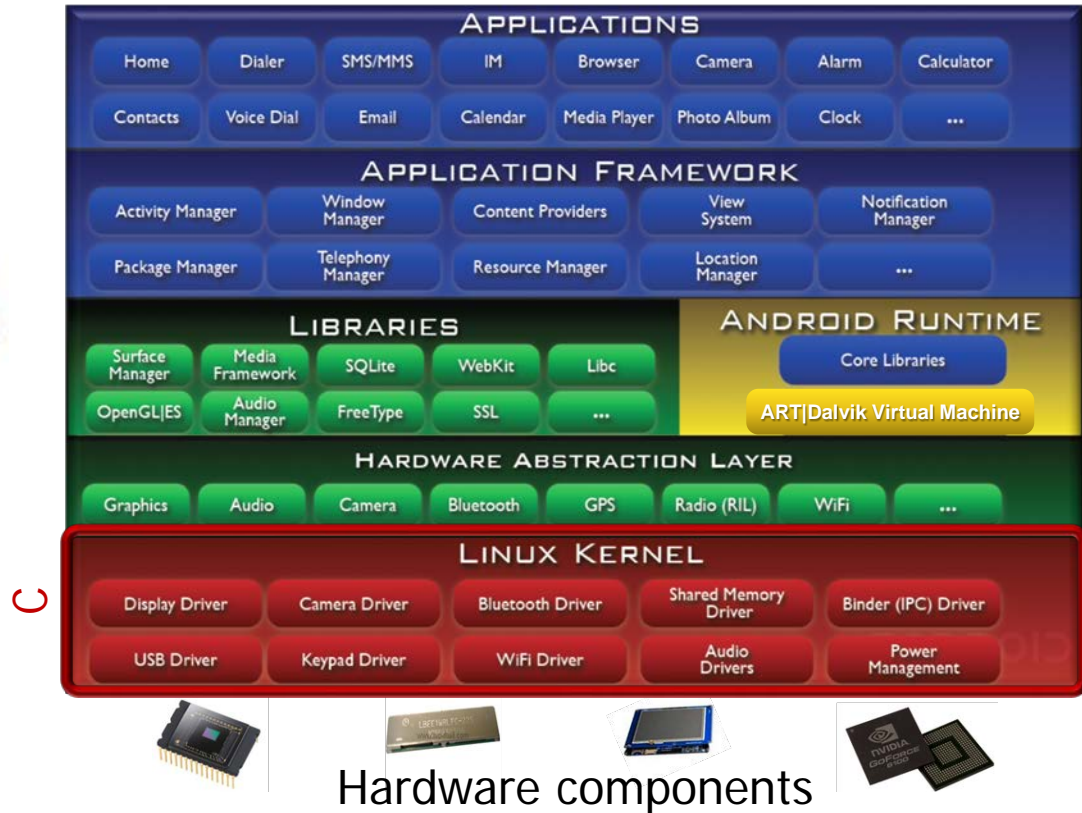 APPLICATIONS
Home Dialer SMS/MMS IM Browser Camera Alarm Calculator
Contacts Voice Dial Email Calendar Media Player Photo Album Clock ...
APPLICATION FRAMEWORK
Activity Manager Window Manager Content Providers View System Notification Manager
Package Manager Telephony Manager Resource Manager Location Manager ...
LIBRARIES
Surface Manager Media Framework SQLite WebKit Libc
OpenGL|ES Audio Manager FreeType SSL ...
ANDROID RUNTIME
Core Libraries
ART|Dalvik Virtual Machine
HARDWARE ABSTRACTION LAYER
Graphics Audio Camera Bluetooth GPS Radio (RIL) WiFi ...
C
LINUX KERNEL
Display Driver Camera Driver Bluetooth Driver Shared Memory Driver Binder (IPC) Driver
USB Driver Keypad Driver WiFi Driver Audio Drivers Power Management
NVIDIA
GOFORCE
Hardware components